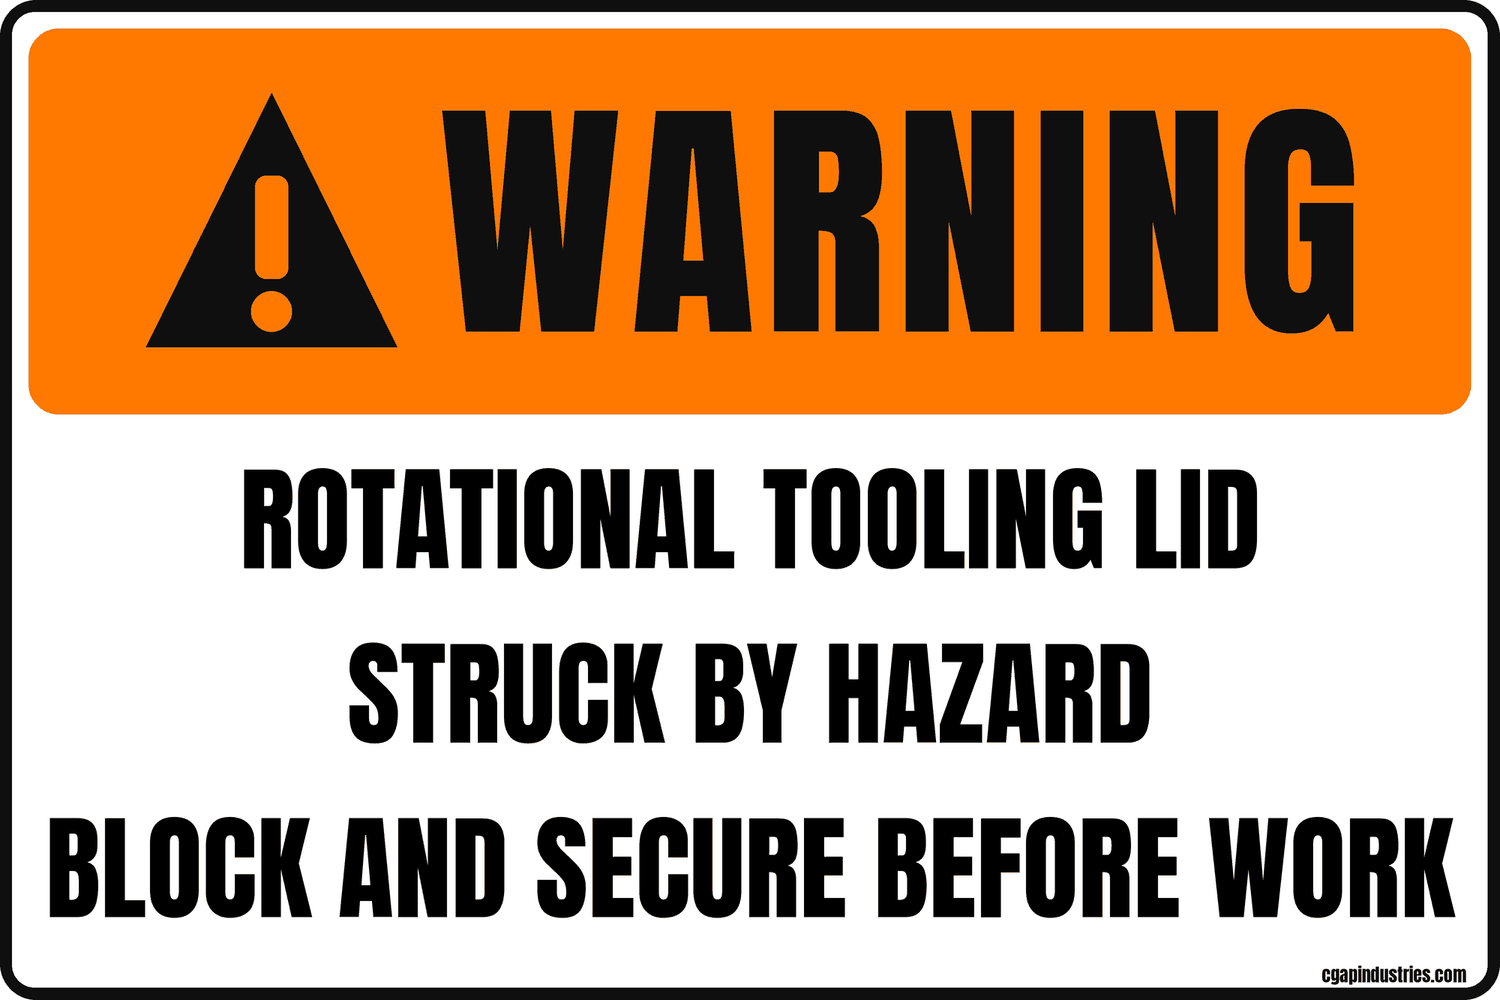 WARNING
ROTATIONAL TOOLING LID
STRUCK BY HAZARD
BLOCK AND SECURE BEFORE WORK
cgapindustries.com